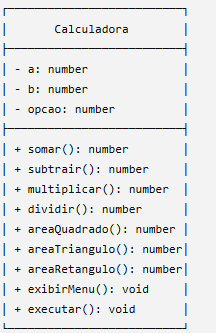 Calculadora
- a: number
- b: number
- opcao: number
+ somar(): number
+ subtrair(): number
+ multiplicar(): number
+ dividir(): number
+ areaQuadrado(): number
+ areaTriangulo(): number
+ areaRetangulo(): number
+ exibirMenu(): void
+ executar(): void